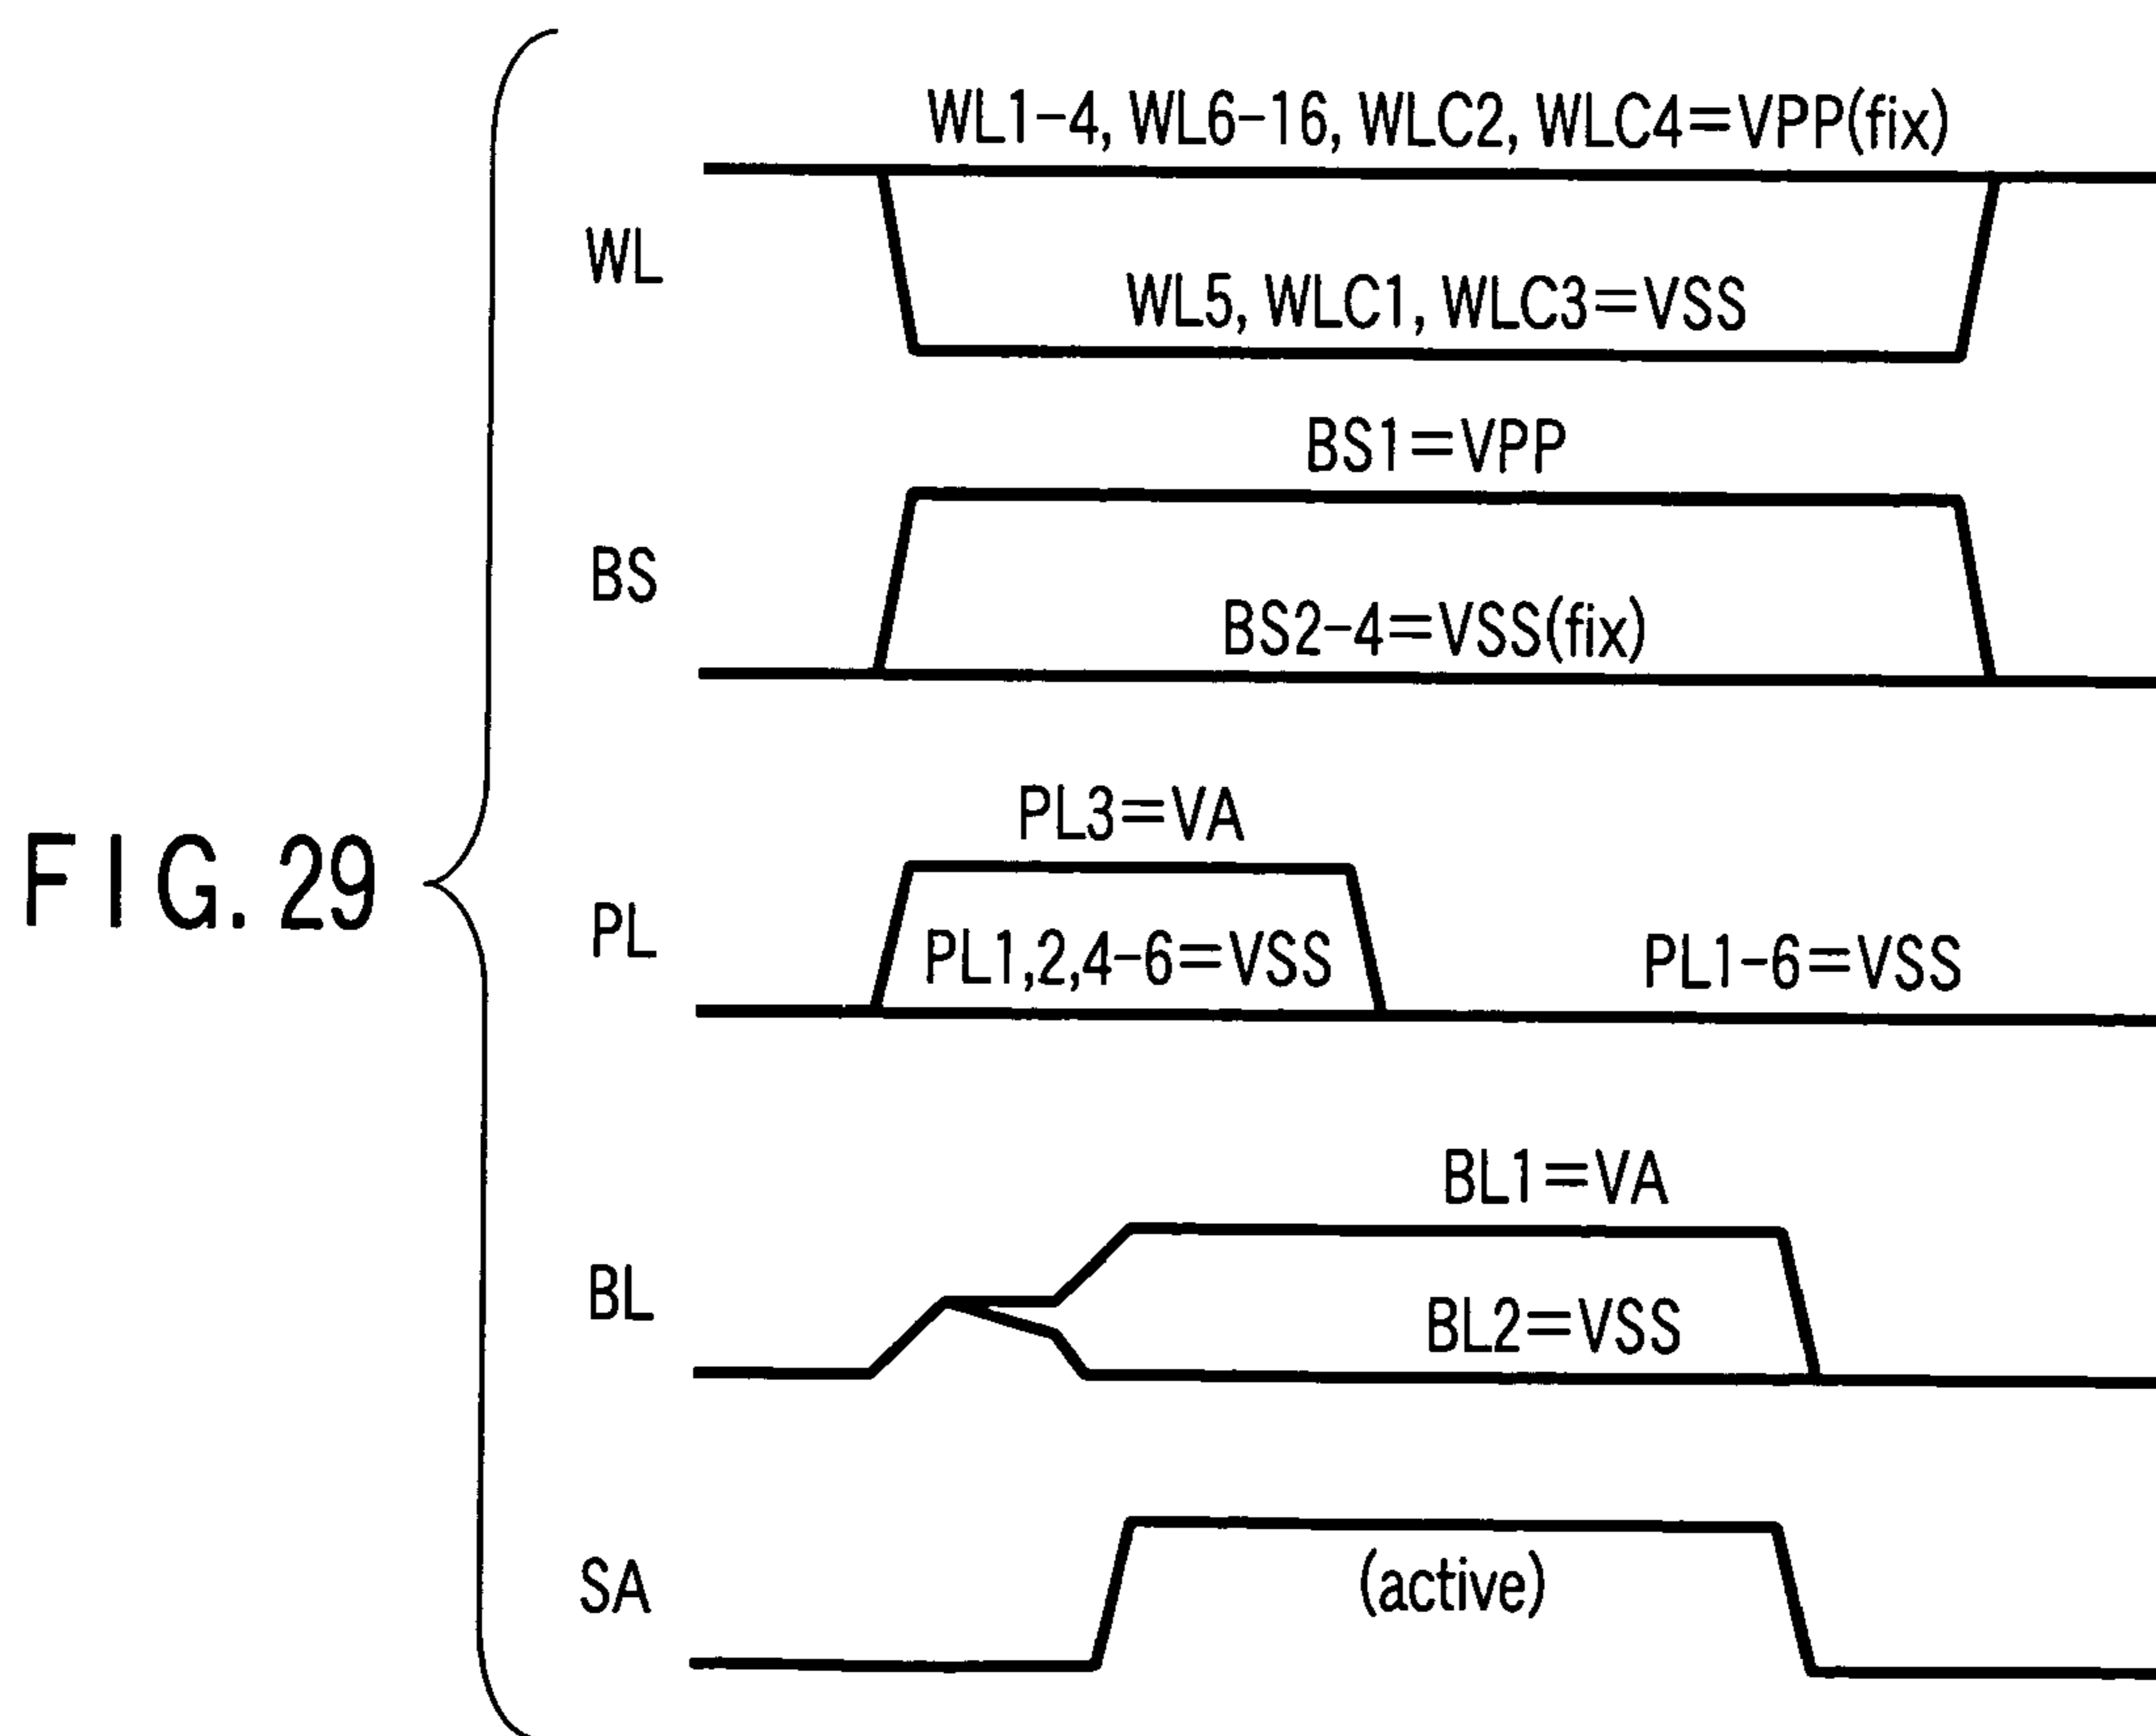 WL1-4, WL6-16, WLC2, WLC4=VPP(fix)
WL
WL5, WLC1, WLC3=VSS
BS1=VPP
BS
BS2-4=VSS(fix)
PL3=VA
FIG. 29
PL
PL1,2,4-6=VSS
PL1-6=VSS
BL1=VA
BL
BL2=VSS
SA
(active)